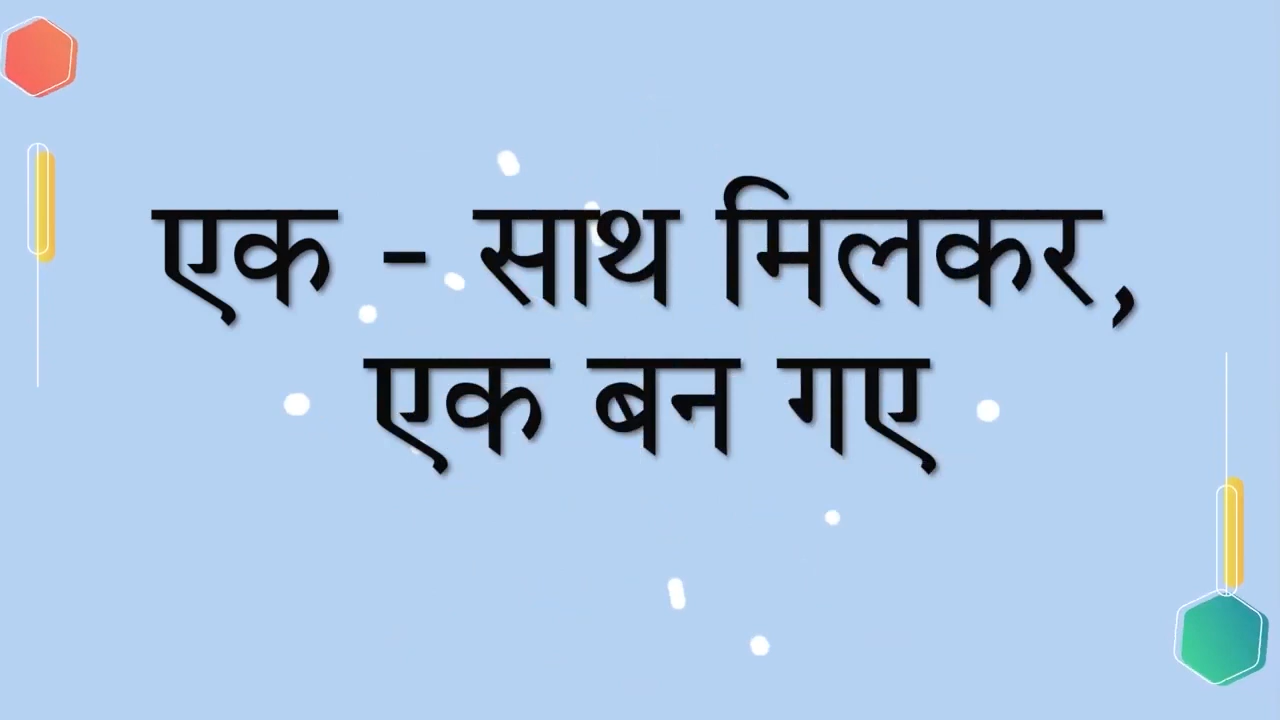 एक - साथ मिलकर,
एक बन गए